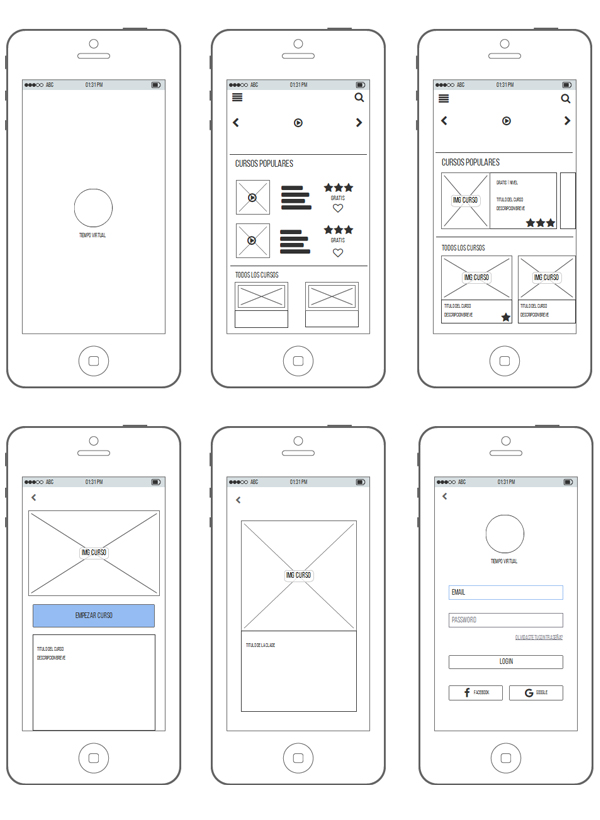 ABC 01:31 PM
TIEMPO VIRTUAL
ABC 01:31 PM
CURSOS POPULARES
GRATIS
GRATIS
TODOS LOS CURSOS
ABC 01:31 PM
CURSOS POPULARES
IMG CURSO
GRATIS 1 NIVEL
TITULO DEL CURSO
DESCRIPCION BREVE
TODOS LOS CURSOS
IMG CURSO
TITULO DEL CURSO
DESCRIPCION BREVE
IMG CURSO
TITULO DEL CURSO
DESCRIPCION BREVE
ABC 01:31 PM
IMG CURSO
EMPEZAR CURSO
TITULO DEL CURSO
DESCRIPCION BREVE
ABC 01:31 PM
IMG CURSO
TITULO DE LA CLASE
ABC 01:31 PM
TIEMPO VIRTUAL
EMAIL
PASSWORD
LOGIN
FACEBOOK
GOOGLE